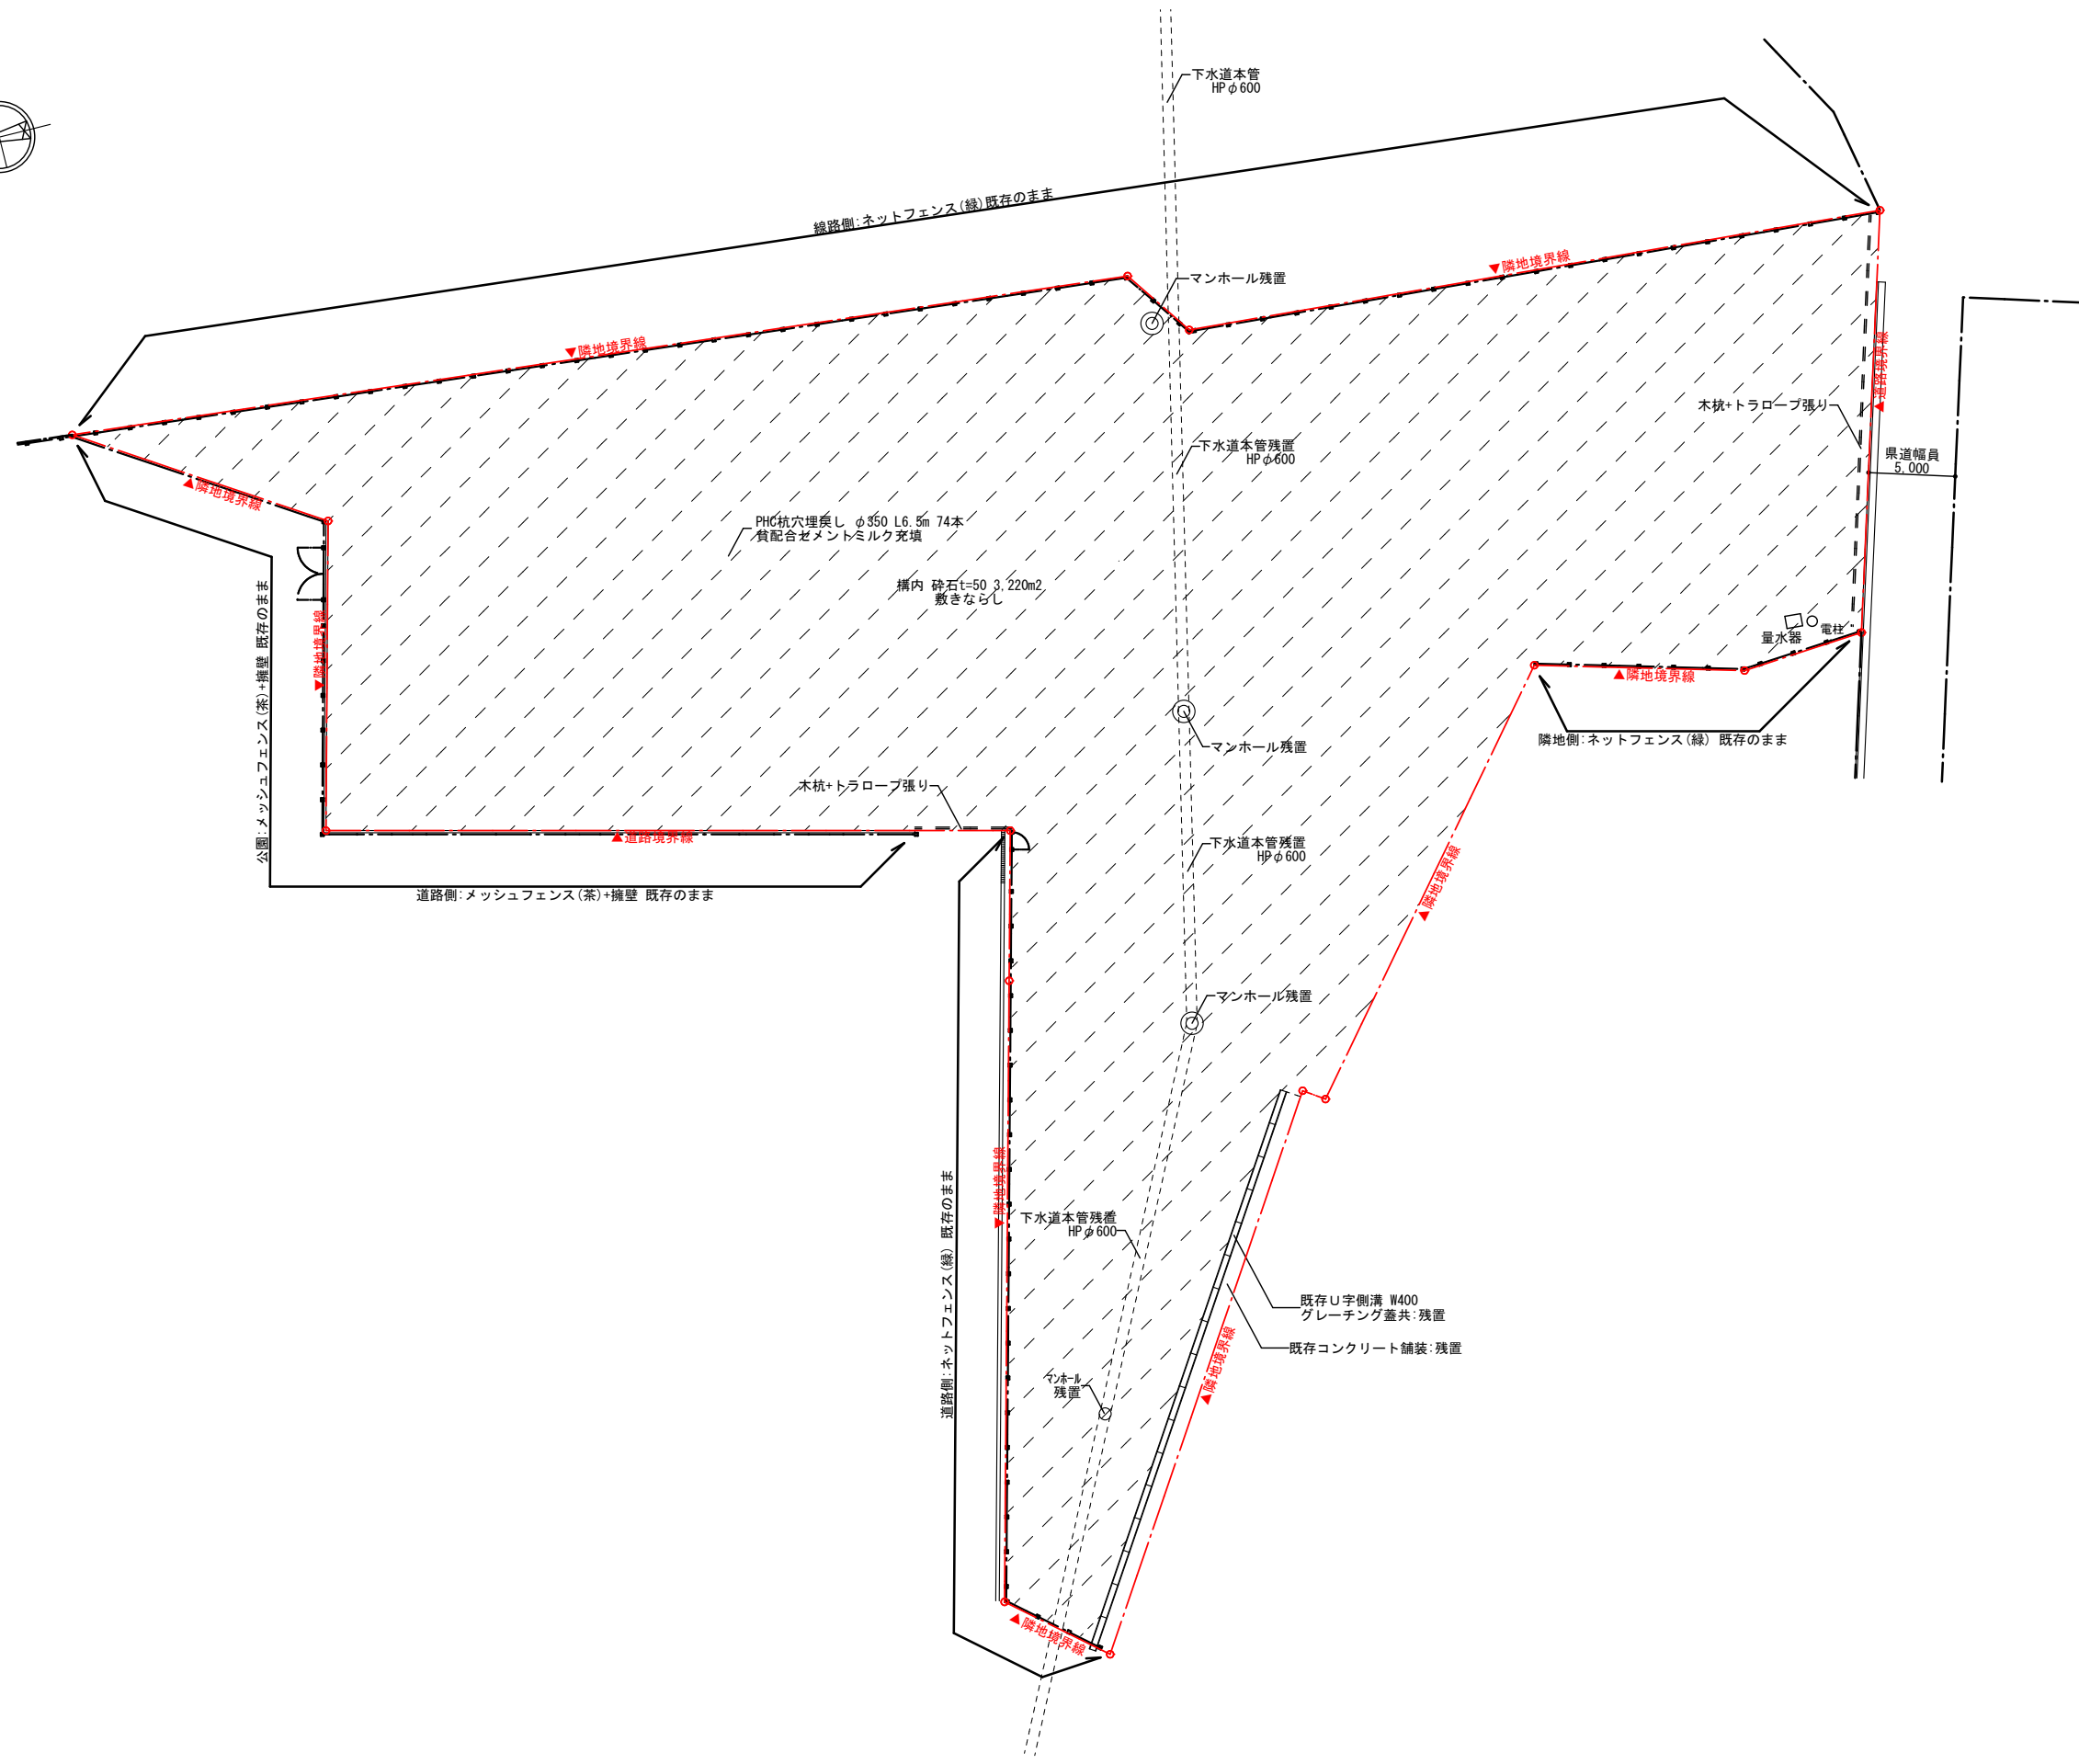 下水道本管
HPφ600
線路側:ネットフェンス(緑)既存のまま
▼隣地境界線
マンホール残置
▼隣地境界線
▲道路境界線
木杭+トラロープ張り
下水道本管残置
HPφ600
県道幅員
5,000
▲隣地境界線
PHC杭穴埋戻し φ350 L6.5m 74本
貧配合セメントミルク充填
構内 砕石t=50 3,220m2
敷きならし
公園:メッシュフェンス(茶)+擁壁 既存のまま
▼隣地境界線
電柱
量水器
▲隣地境界線
隣地側:ネットフェンス(緑) 既存のまま
マンホール残置
木杭+トラロープ張り
▲道路境界線
下水道本管残置
HPφ600
▲隣地境界線
道路側:メッシュフェンス(茶)+擁壁 既存のまま
マンホール残置
▼隣地境界線
道路側:ネットフェンス(緑) 既存のまま
下水道本管残置
HPφ600
既存U字側溝 W400
グレーチング蓋共:残置
既存コンクリート舗装:残置
▲隣地境界線
マンホール
残置
▲隣地境界線